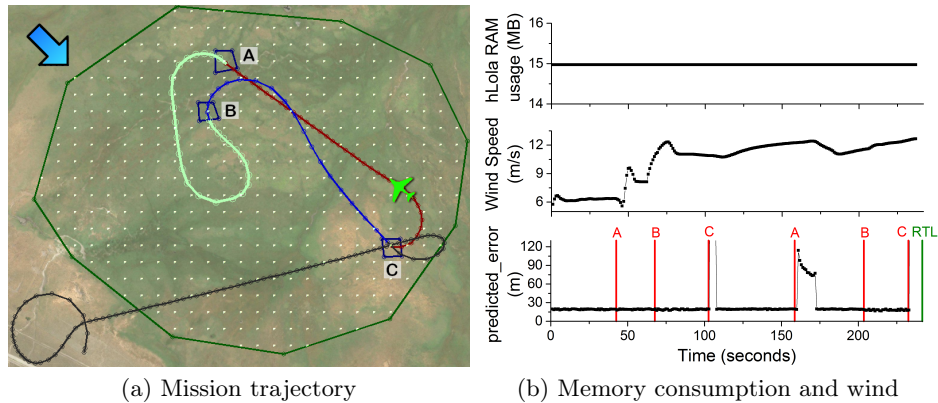 A
B
C
hLola RAM
usage (MB)
16
15
14
Wind Speed
(m/s)
12
9
6
predicted_error
(m)
120
90
60
30
0
A B C A B C RTL
0 50 100 150 200
Time (seconds)
(a) Mission trajectory
(b) Memory consumption and wind